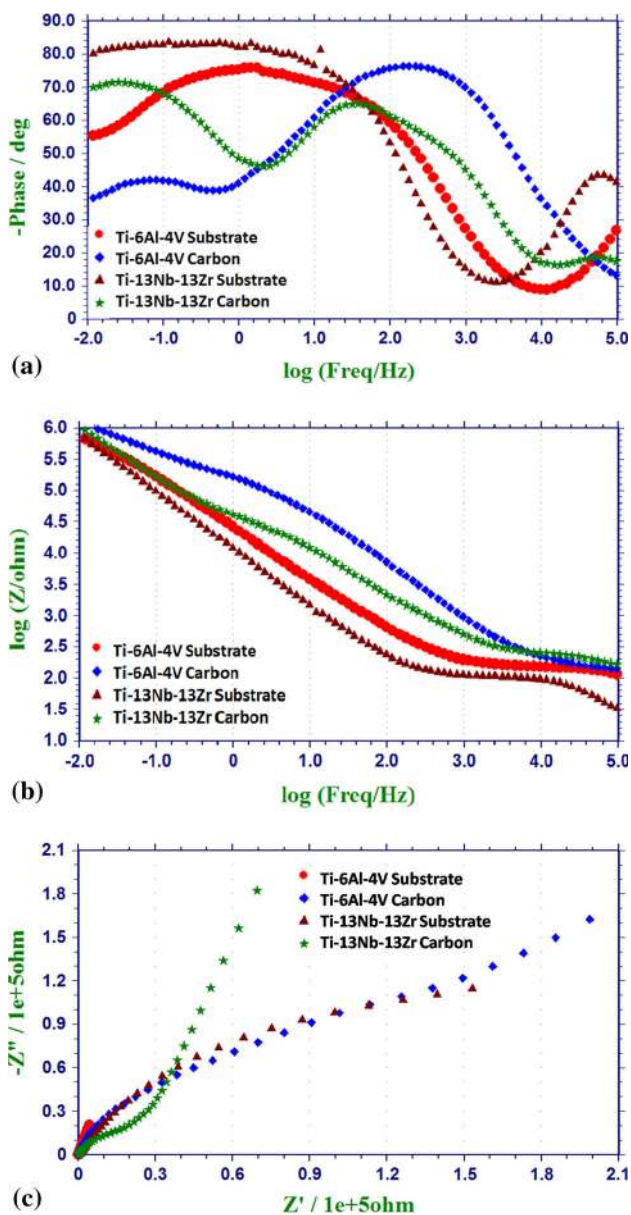 90.0
80.0
70.0
60.0
50.0
40.0
30.0
20.0
10.0
0.0
-Phase / deg
Ti-6Al-4V Substrate
Ti-6Al-4V Carbon
Ti-13Nb-13Zr Substrate
Ti-13Nb-13Zr Carbon
-2.0 -1.0 0 1.0 2.0 3.0 4.0 5.0
log (Freq/Hz)
(a)
6.0
5.0
4.5
4.0
3.5
3.0
2.5
2.0
1.0
log (Z/ohm)
Ti-6Al-4V Substrate
Ti-6Al-4V Carbon
Ti-13Nb-13Zr Substrate
Ti-13Nb-13Zr Carbon
-2.0 -1.0 0 1.0 2.0 3.0 4.0 5.0
log (Freq/Hz)
(b)
2.1
1.8
1.5
1.2
0.9
0.6
0.3
0
-Z" / 1e+5ohm
Ti-6Al-4V Substrate
Ti-6Al-4V Carbon
Ti-13Nb-13Zr Substrate
Ti-13Nb-13Zr Carbon
0 0.3 0.6 0.9 1.2 1.5 1.8 2.1
Z' / 1e+5ohm
(c)